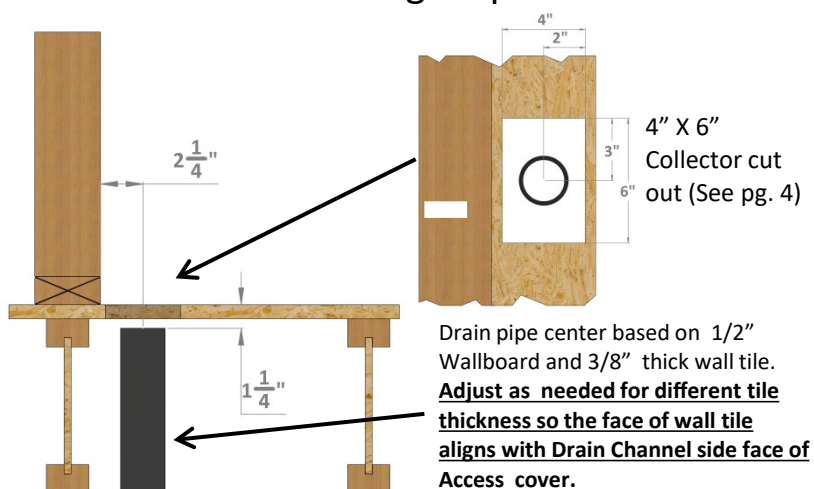 4"
2"
2 1/4"
3"
6"
4” X 6”
Collector cut
out (See pg. 4)
1 1/4"
Drain pipe center based on 1/2”
Wallboard and 3/8” thick wall tile.
Adjust as needed for different tile
thickness so the face of wall tile
aligns with Drain Channel side face of
Access cover.